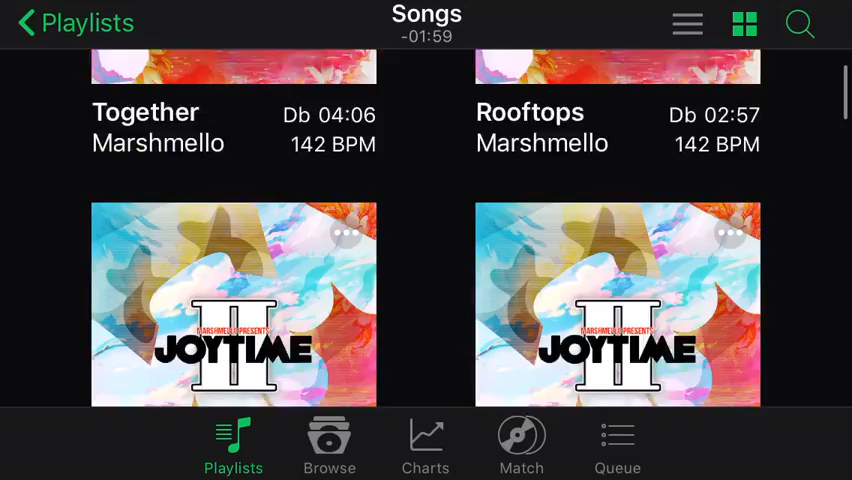 Playlists
Songs
-01:59
Together
Db 04:06
Marshmello
142 BPM
Rooftops
Db 02:57
Marshmello
142 BPM
MARSHMELLO PRESENTS
JOYTIME
II
MARSHMELLO PRESENTS
JOYTIME
II
Playlists
Browse
Charts
Match
Queue